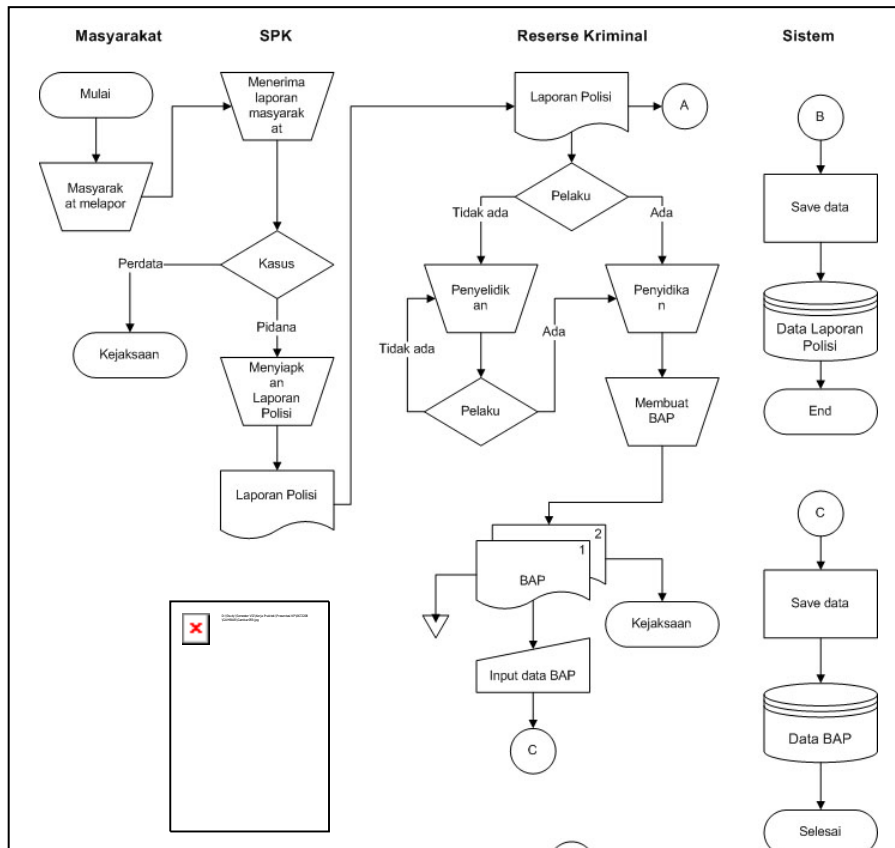 Masyarakat
SPK
Reserse Kriminal
Sistem
Mulai
Menerima
laporan
masyarak
at
Laporan Polisi
A
B
Masyarak
at melapor
Pelaku
Save data
Tidak ada
Ada
Perdata
Kasus
Penyelidik
an
Penyidika
n
Pidana
Ada
Tidak ada
Data Laporan
Polisi
Kejaksaan
Menyiapk
an
Laporan
Polisi
Pelaku
Membuat
BAP
End
Laporan Polisi
C
2
1
BAP
Save data
Kejaksaan
Input data BAP
C
Data BAP
Selesai